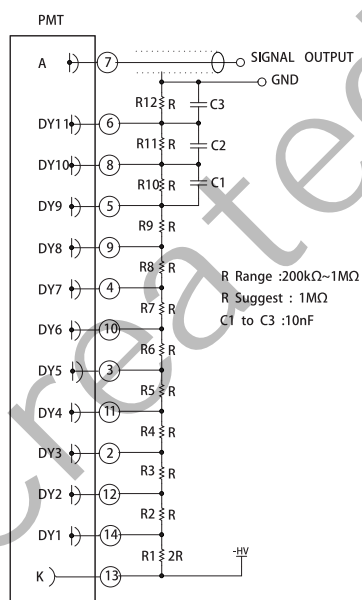 PMT
A 7 SIGNAL OUTPUT
GND
R12 R C3
DY11 6
R11 R C2
DY10 8
R10 R C1
DY9 5
R9 R
DY8 9
R8 R
R Range :200kΩ~1MΩ
DY7 4
R Suggest : 1MΩ
R7 R
C1 to C3 :10nF
DY6 10
R6 R
DY5 3
R5 R
DY4 11
R4 R
DY3 2
R3 R
DY2 12
R2 R
DY1 14
R1 2R -HV
K 13
Create